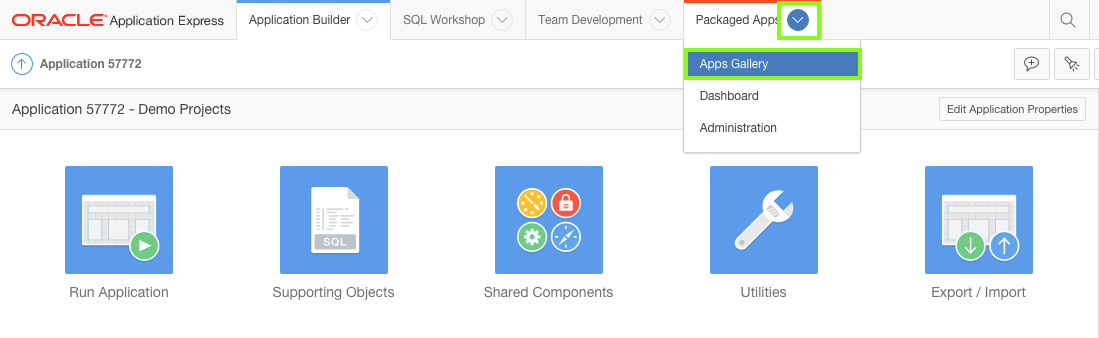 ORACLE Application Express
Application Builder
SQL Workshop
Team Development
Packaged Apps
Apps Gallery
Dashboard
Administration
Application 57772
Application 57772 - Demo Projects
Edit Application Properties
SQL
Run Application
Supporting Objects
Shared Components
Utilities
Export / Import